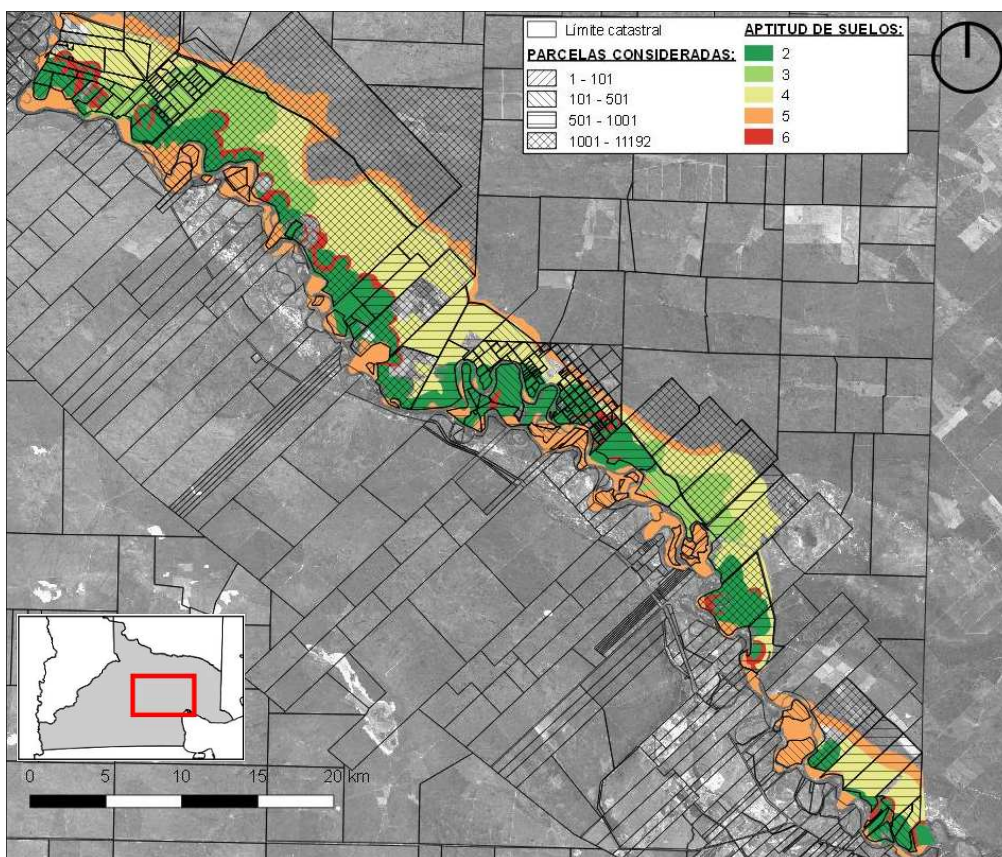 Límite catastral
PARCELAS CONSIDERADAS:
1 - 101
101 - 501
501 - 1001
1001 - 11192
APTITUD DE SUELOS:
2
3
4
5
6
0 5 10 15 20 km